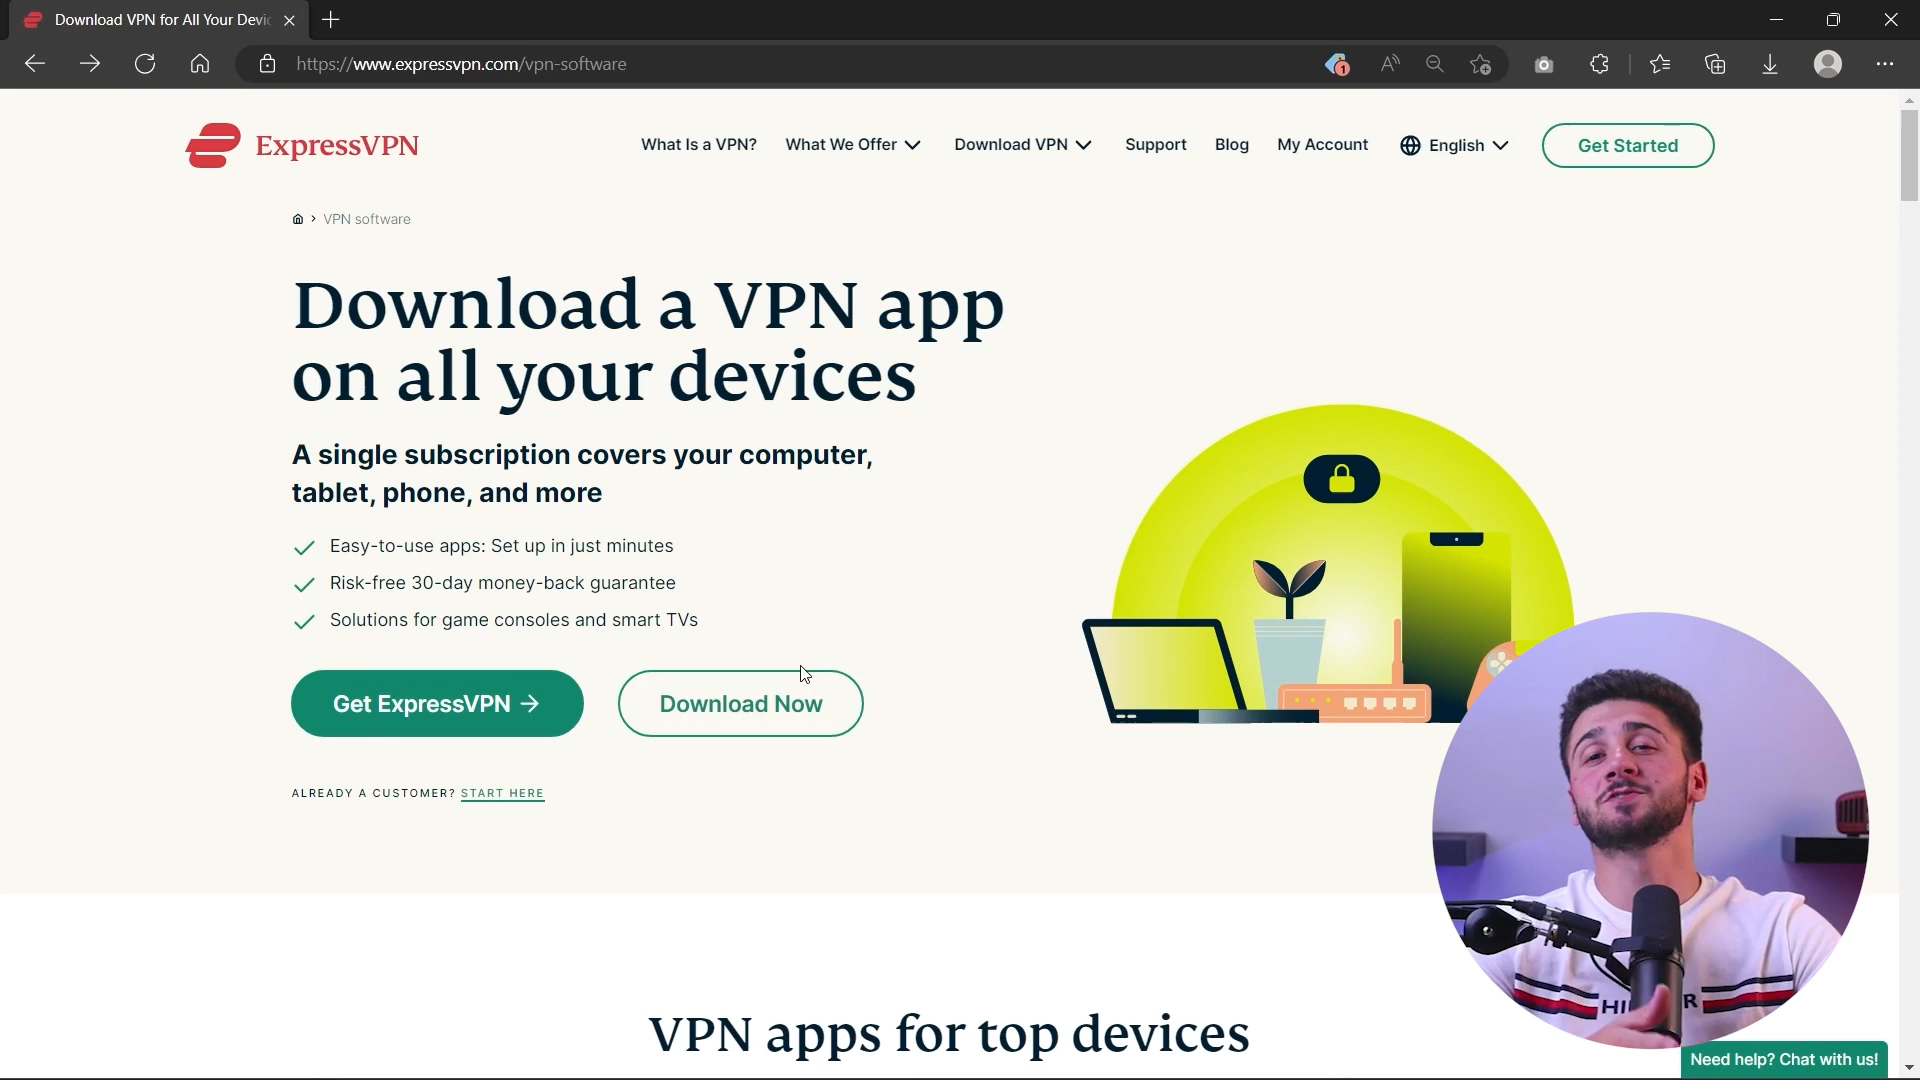 Download VPN for All Your Devic
https://www.expressvpn.com/vpn-software
1
ExpressVPN
What Is a VPN?
What We Offer
Download VPN
Support
Blog
My Account
English
Get Started
VPN software
Download a VPN app
on all your devices
A single subscription covers your computer,
tablet, phone, and more
Easy-to-use apps: Set up in just minutes
Risk-free 30-day money-back guarantee
Solutions for game consoles and smart TVs
Get ExpressVPN →
Download Now
ALREADY A CUSTOMER? START HERE
VPN apps for top devices
Need help? Chat with us!